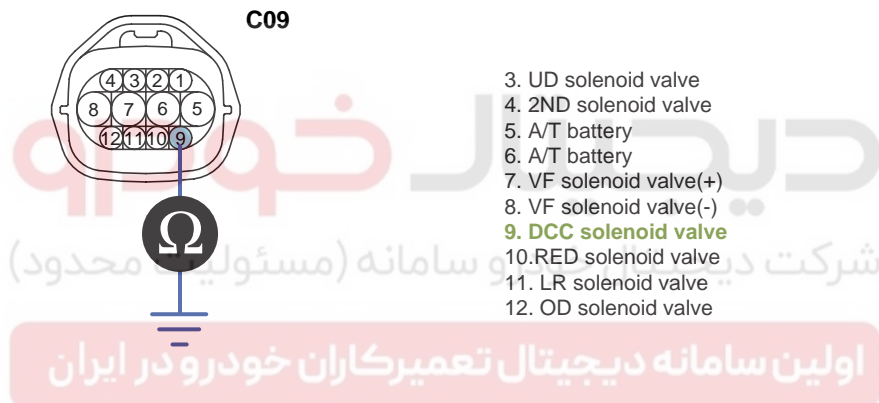 C09
4 3 2 1
8 7 6 5
12 11 10 9
Ω
3. UD solenoid valve
4. 2ND solenoid valve
5. A/T battery
6. A/T battery
7. VF solenoid valve(+)
8. VF solenoid valve(-)
9. DCC solenoid valve
10.RED solenoid valve
11. LR solenoid valve
12. OD solenoid valve
دیجیتال خودرو
شرکت دیجیتال خودرو سامانه (مسئولیت محدود)
اولین سامانه دیجیتال تعمیرکاران خودرو در ایران